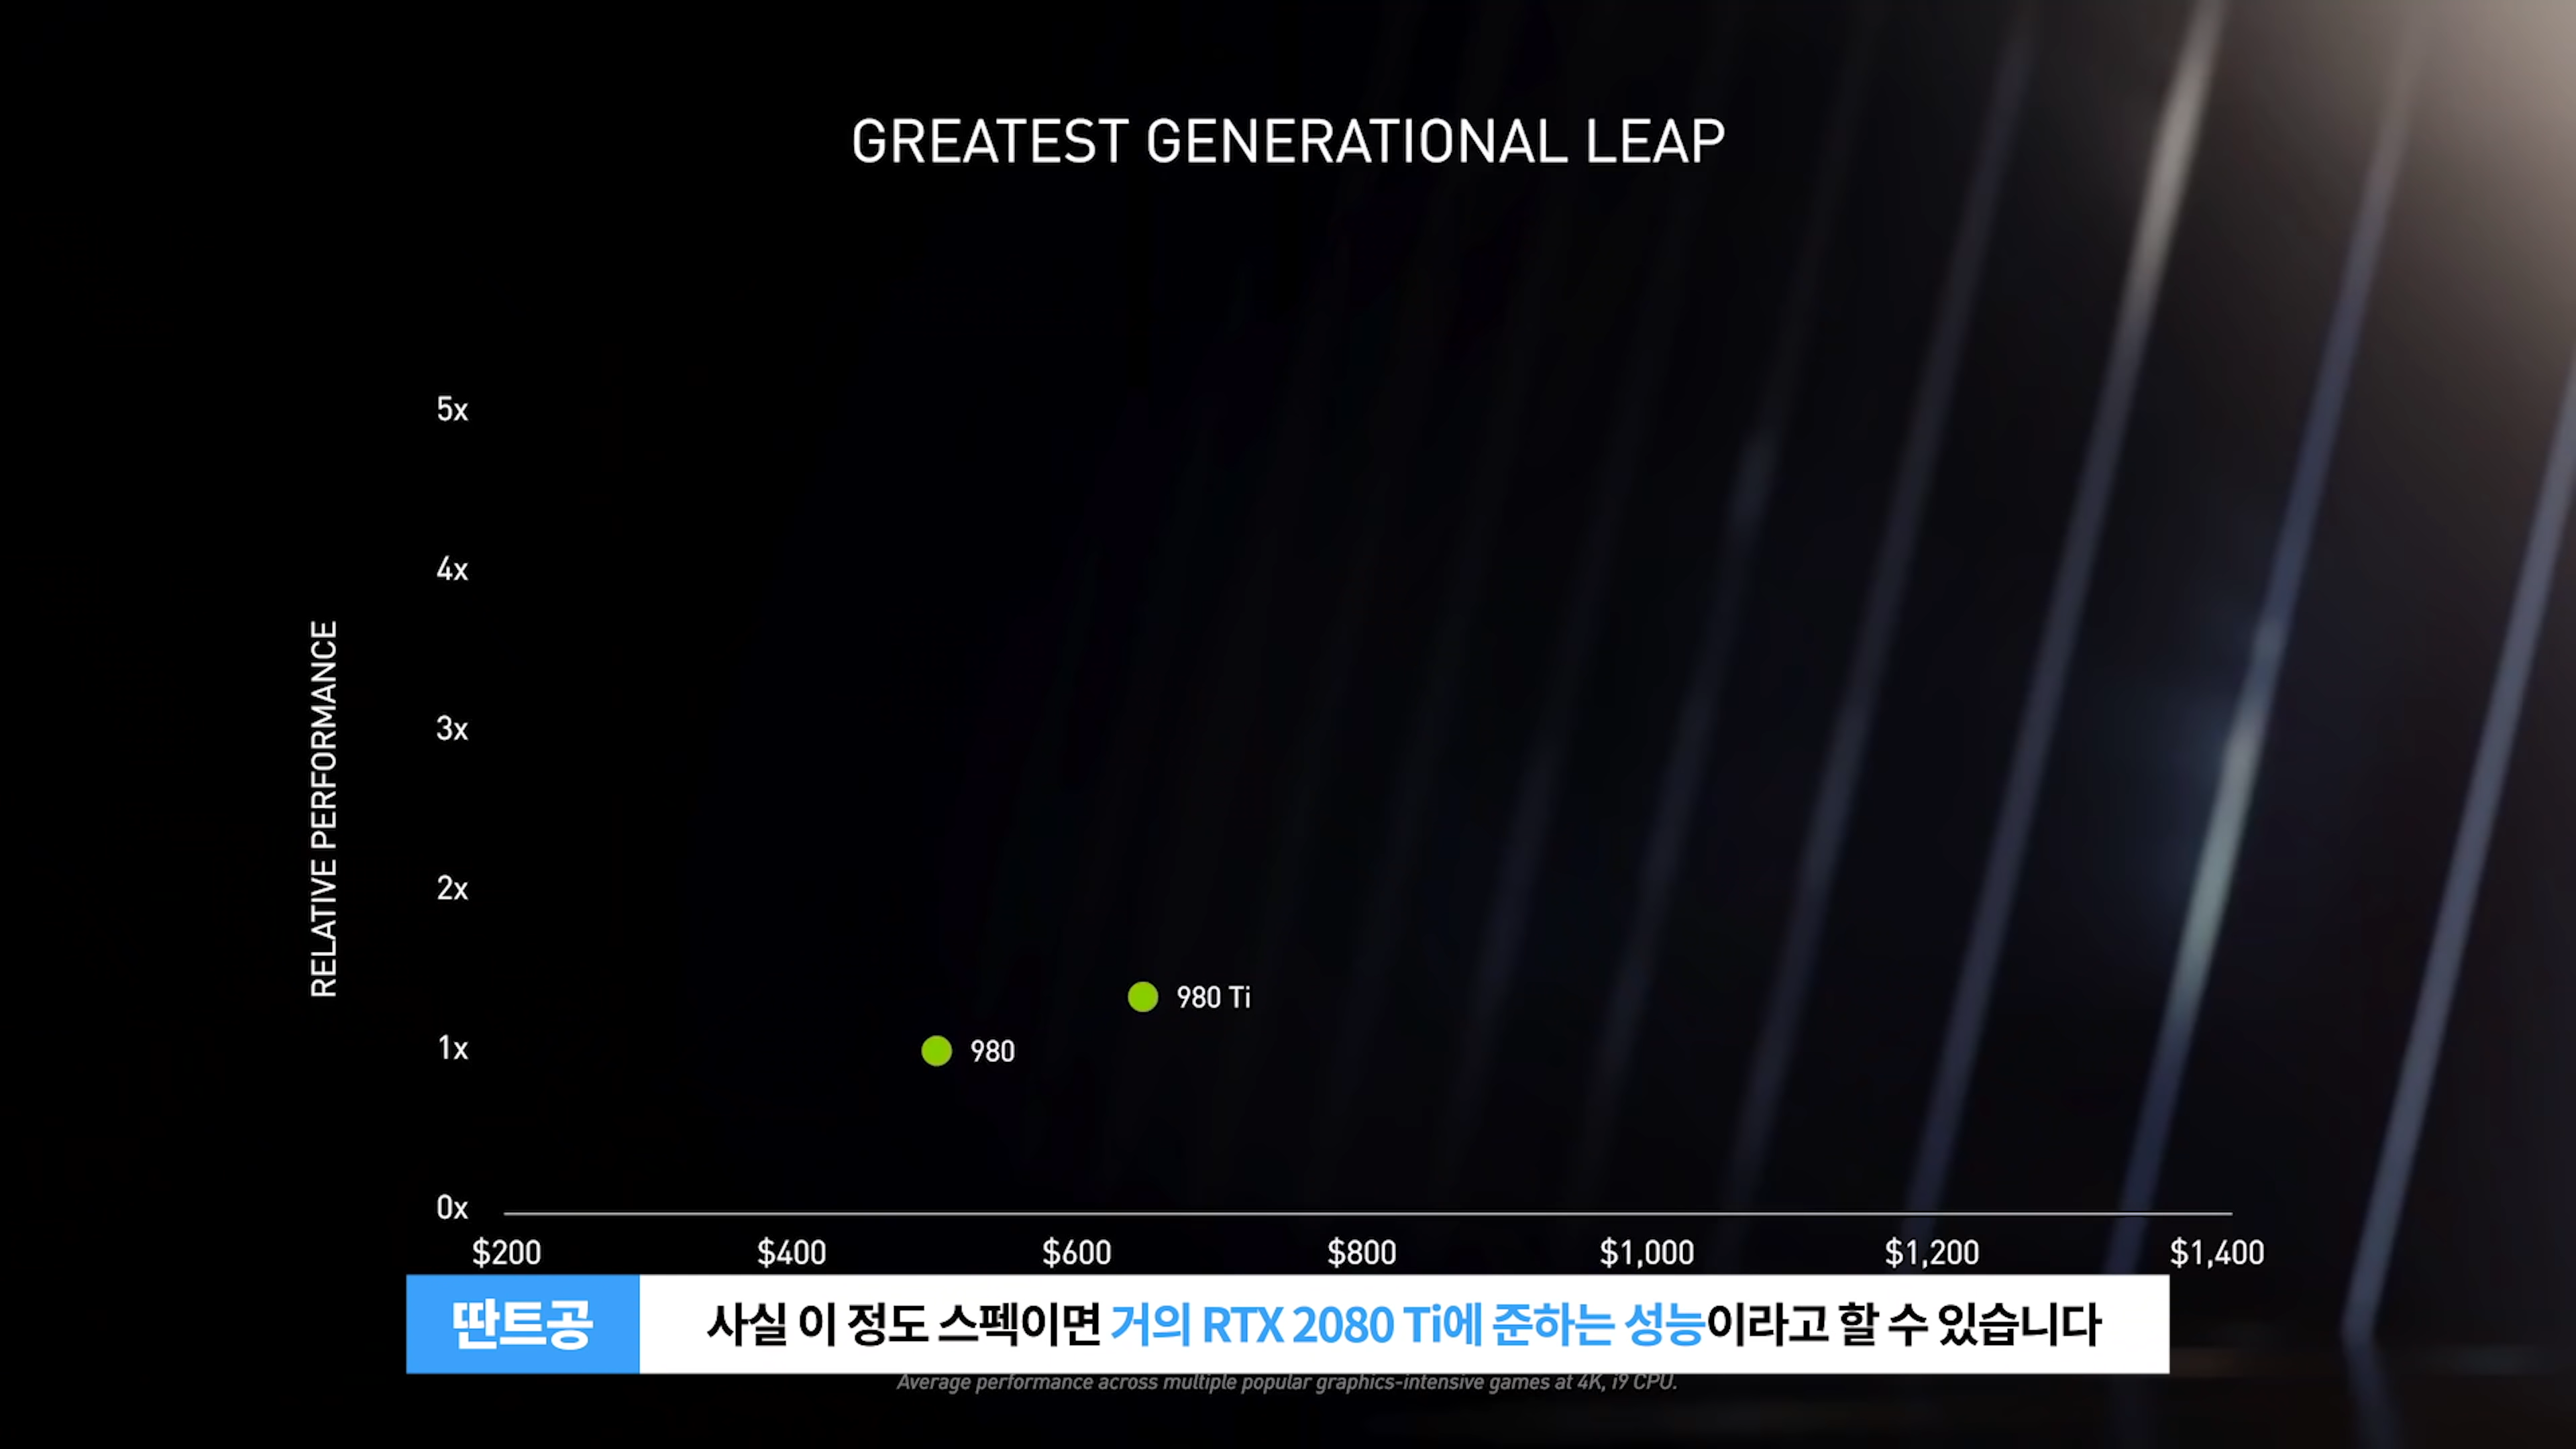 GREATEST GENERATIONAL LEAP
5x
4x
3x
2x
1x
0x
RELATIVE PERFORMANCE
980 Ti
980
$200 $400 $600 $800 $1,000 $1,200 $1,400
딴트공 사실 이 정도 스펙이면 거의 RTX 2080 Ti에 준하는 성능이라고 할 수 있습니다
Average performance across multiple popular graphics-intensive games at 4K, i9 CPU.